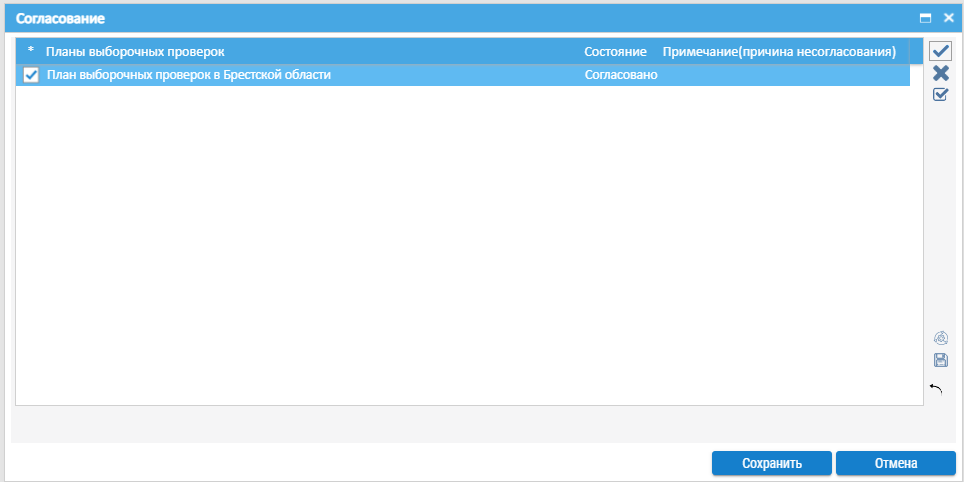 Согласование
* Планы выборочных проверок Состояние Примечание(причина несогласования)
План выборочных проверок в Брестской области Согласовано
Сохранить Отмена